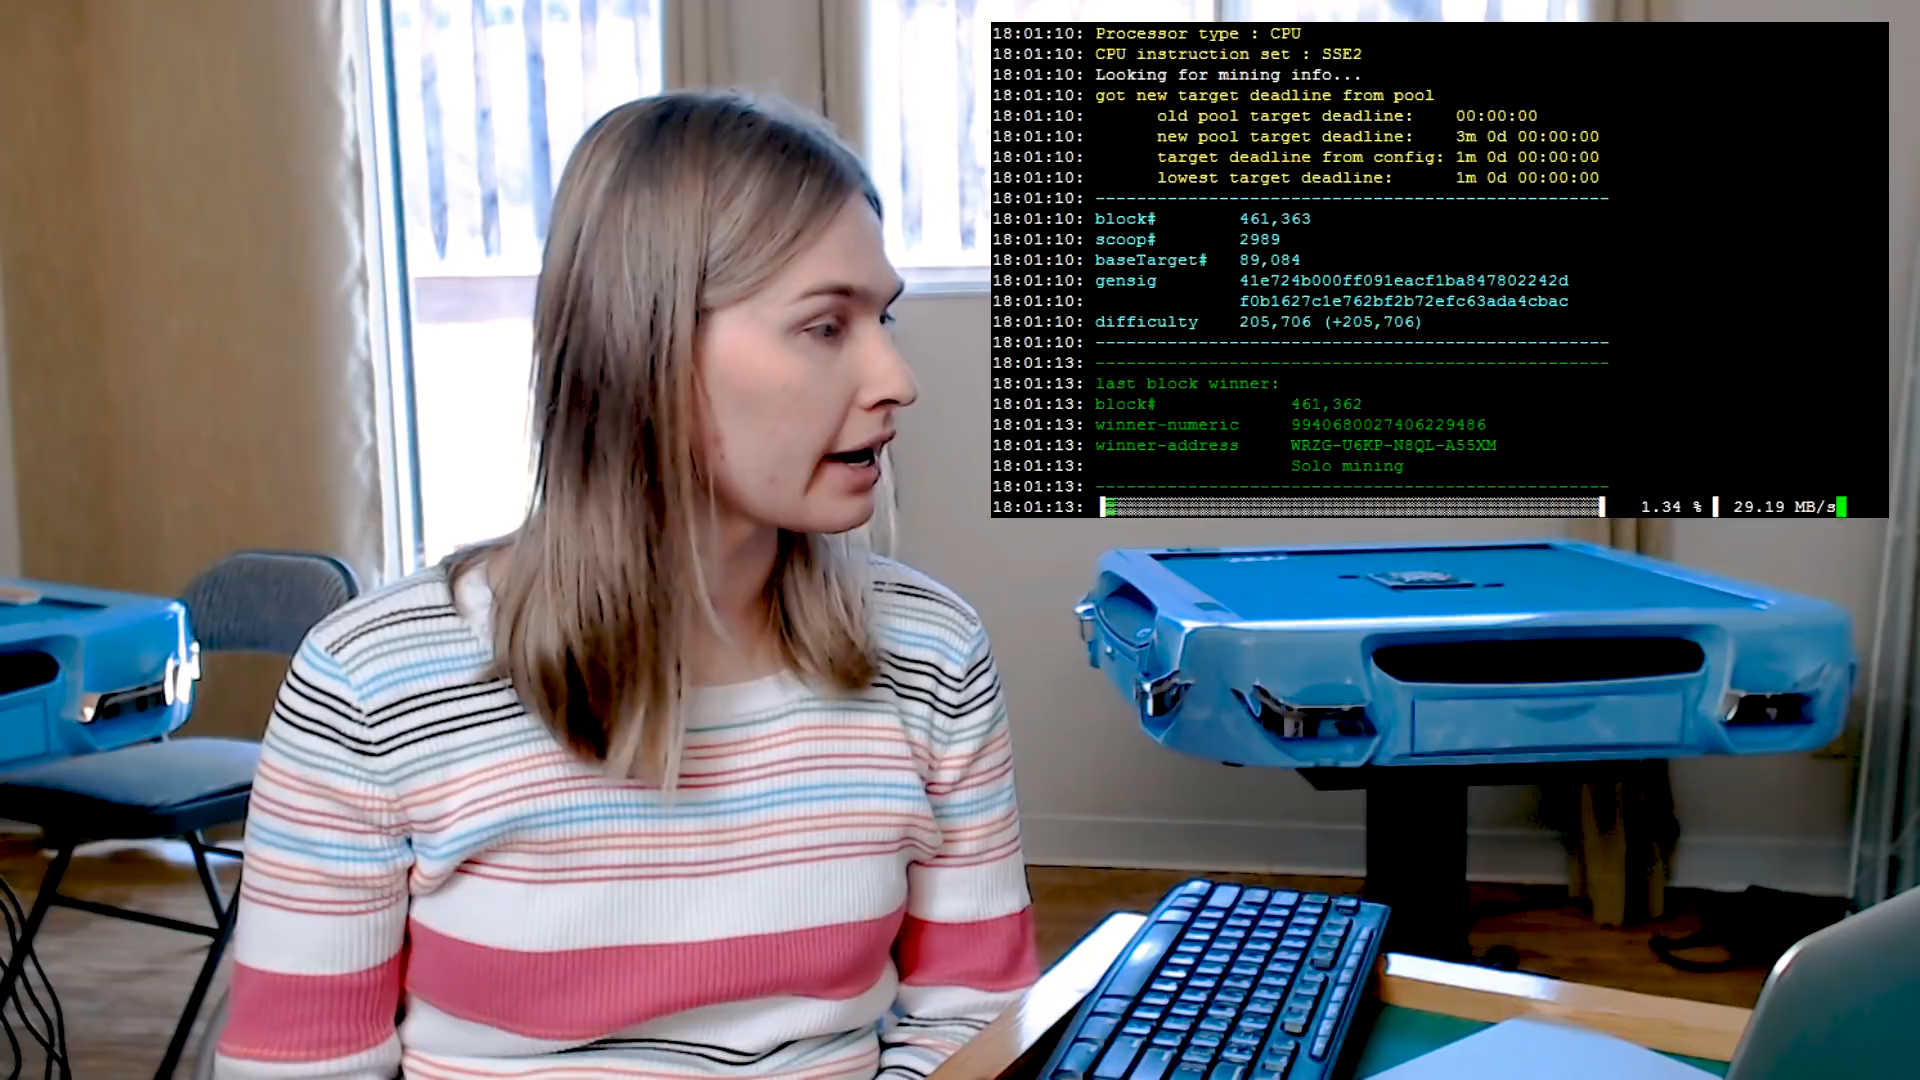 18:01:10: Processor type : CPU
18:01:10: CPU instruction set : SSE2
18:01:10: Looking for mining info...
18:01:10: got new target deadline from pool
18:01:10: old pool target deadline: 00:00:00
18:01:10: new pool target deadline: 3m 0d 00:00:00
18:01:10: target deadline from config: 1m 0d 00:00:00
18:01:10: lowest target deadline: 1m 0d 00:00:00
18:01:10: --------------------------------------------------
18:01:10: block# 461,363
18:01:10: scoop# 2989
18:01:10: baseTarget# 89,084
18:01:10: gensig 41e724b000ff091eacf1ba847802242d
18:01:10: f0b1627c1e762bf2b72efc63ada4cbac
18:01:10: difficulty 205,706 (+205,706)
18:01:10: --------------------------------------------------
18:01:13: --------------------------------------------------
18:01:13: last block winner:
18:01:13: block# 461,362
18:01:13: winner-numeric 9940680027406229486
18:01:13: winner-address WRZG-U6KP-N8QL-A55XM
18:01:13: Solo mining
18:01:13: --------------------------------------------------
18:01:13: 1.34 % 29.19 MB/s